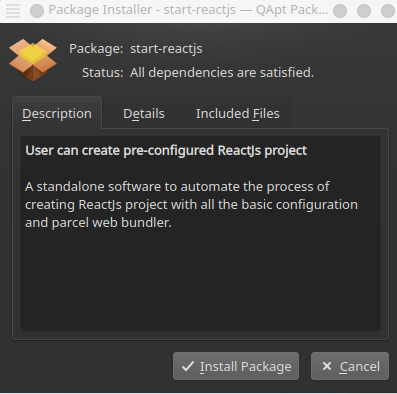 Package Installer - start-reactjs — QApt Pack...
Package: start-reactjs
Status: All dependencies are satisfied.
Description Details Included Files
User can create pre-configured ReactJs project
A standalone software to automate the process of
creating ReactJs project with all the basic configuration
and parcel web bundler.
Install Package Cancel